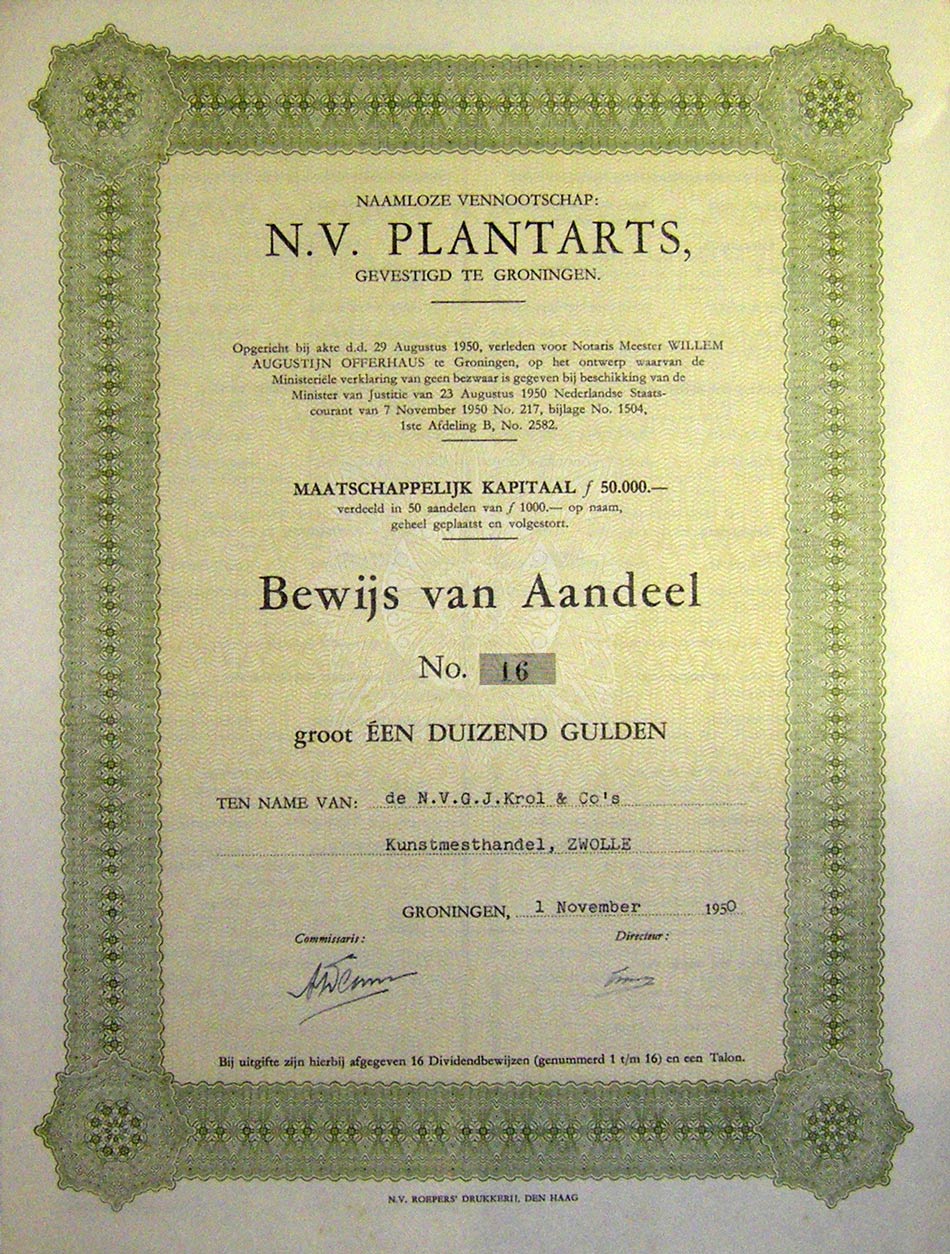 NAAMLOZE VENNOOTSCHAP:
N.V. PLANTARTS,
GEVESTIGD TE GRONINGEN.
Opgericht bij akte d.d. 29 Augustus 1950, verleden voor Notaris Meester WILLEM
AUGUSTIJN OFFERHAUS te Groningen, op het ontwerp waarvan de
Ministeriële verklaring van geen bezwaar is gegeven bij beschikking van de
Minister van Justitie van 23 Augustus 1950 Nederlandse Staats-
courant van 7 November 1950 No. 217, bijlage No. 1504,
1ste Afdeling B, No. 2582.
MAATSCHAPPELIJK KAPITAAL ƒ 50.000.—
verdeeld in 50 aandelen van ƒ 1000.— op naam,
geheel geplaatst en volgestort.
Bewijs van Aandeel
No. 16
groot ÉEN DUIZEND GULDEN
TEN NAME VAN: de N.V.G.J.Krol & Co's
Kunstmesthandel, ZWOLLE
GRONINGEN, 1 November 1950
Commissaris: Directeur:
Bij uitgifte zijn hierbij afgegeven 16 Dividendbewijzen (genummerd 1 t/m 16) en een Talon.
N.V. ROEPERS' DRUKKERIJ, DEN HAAG